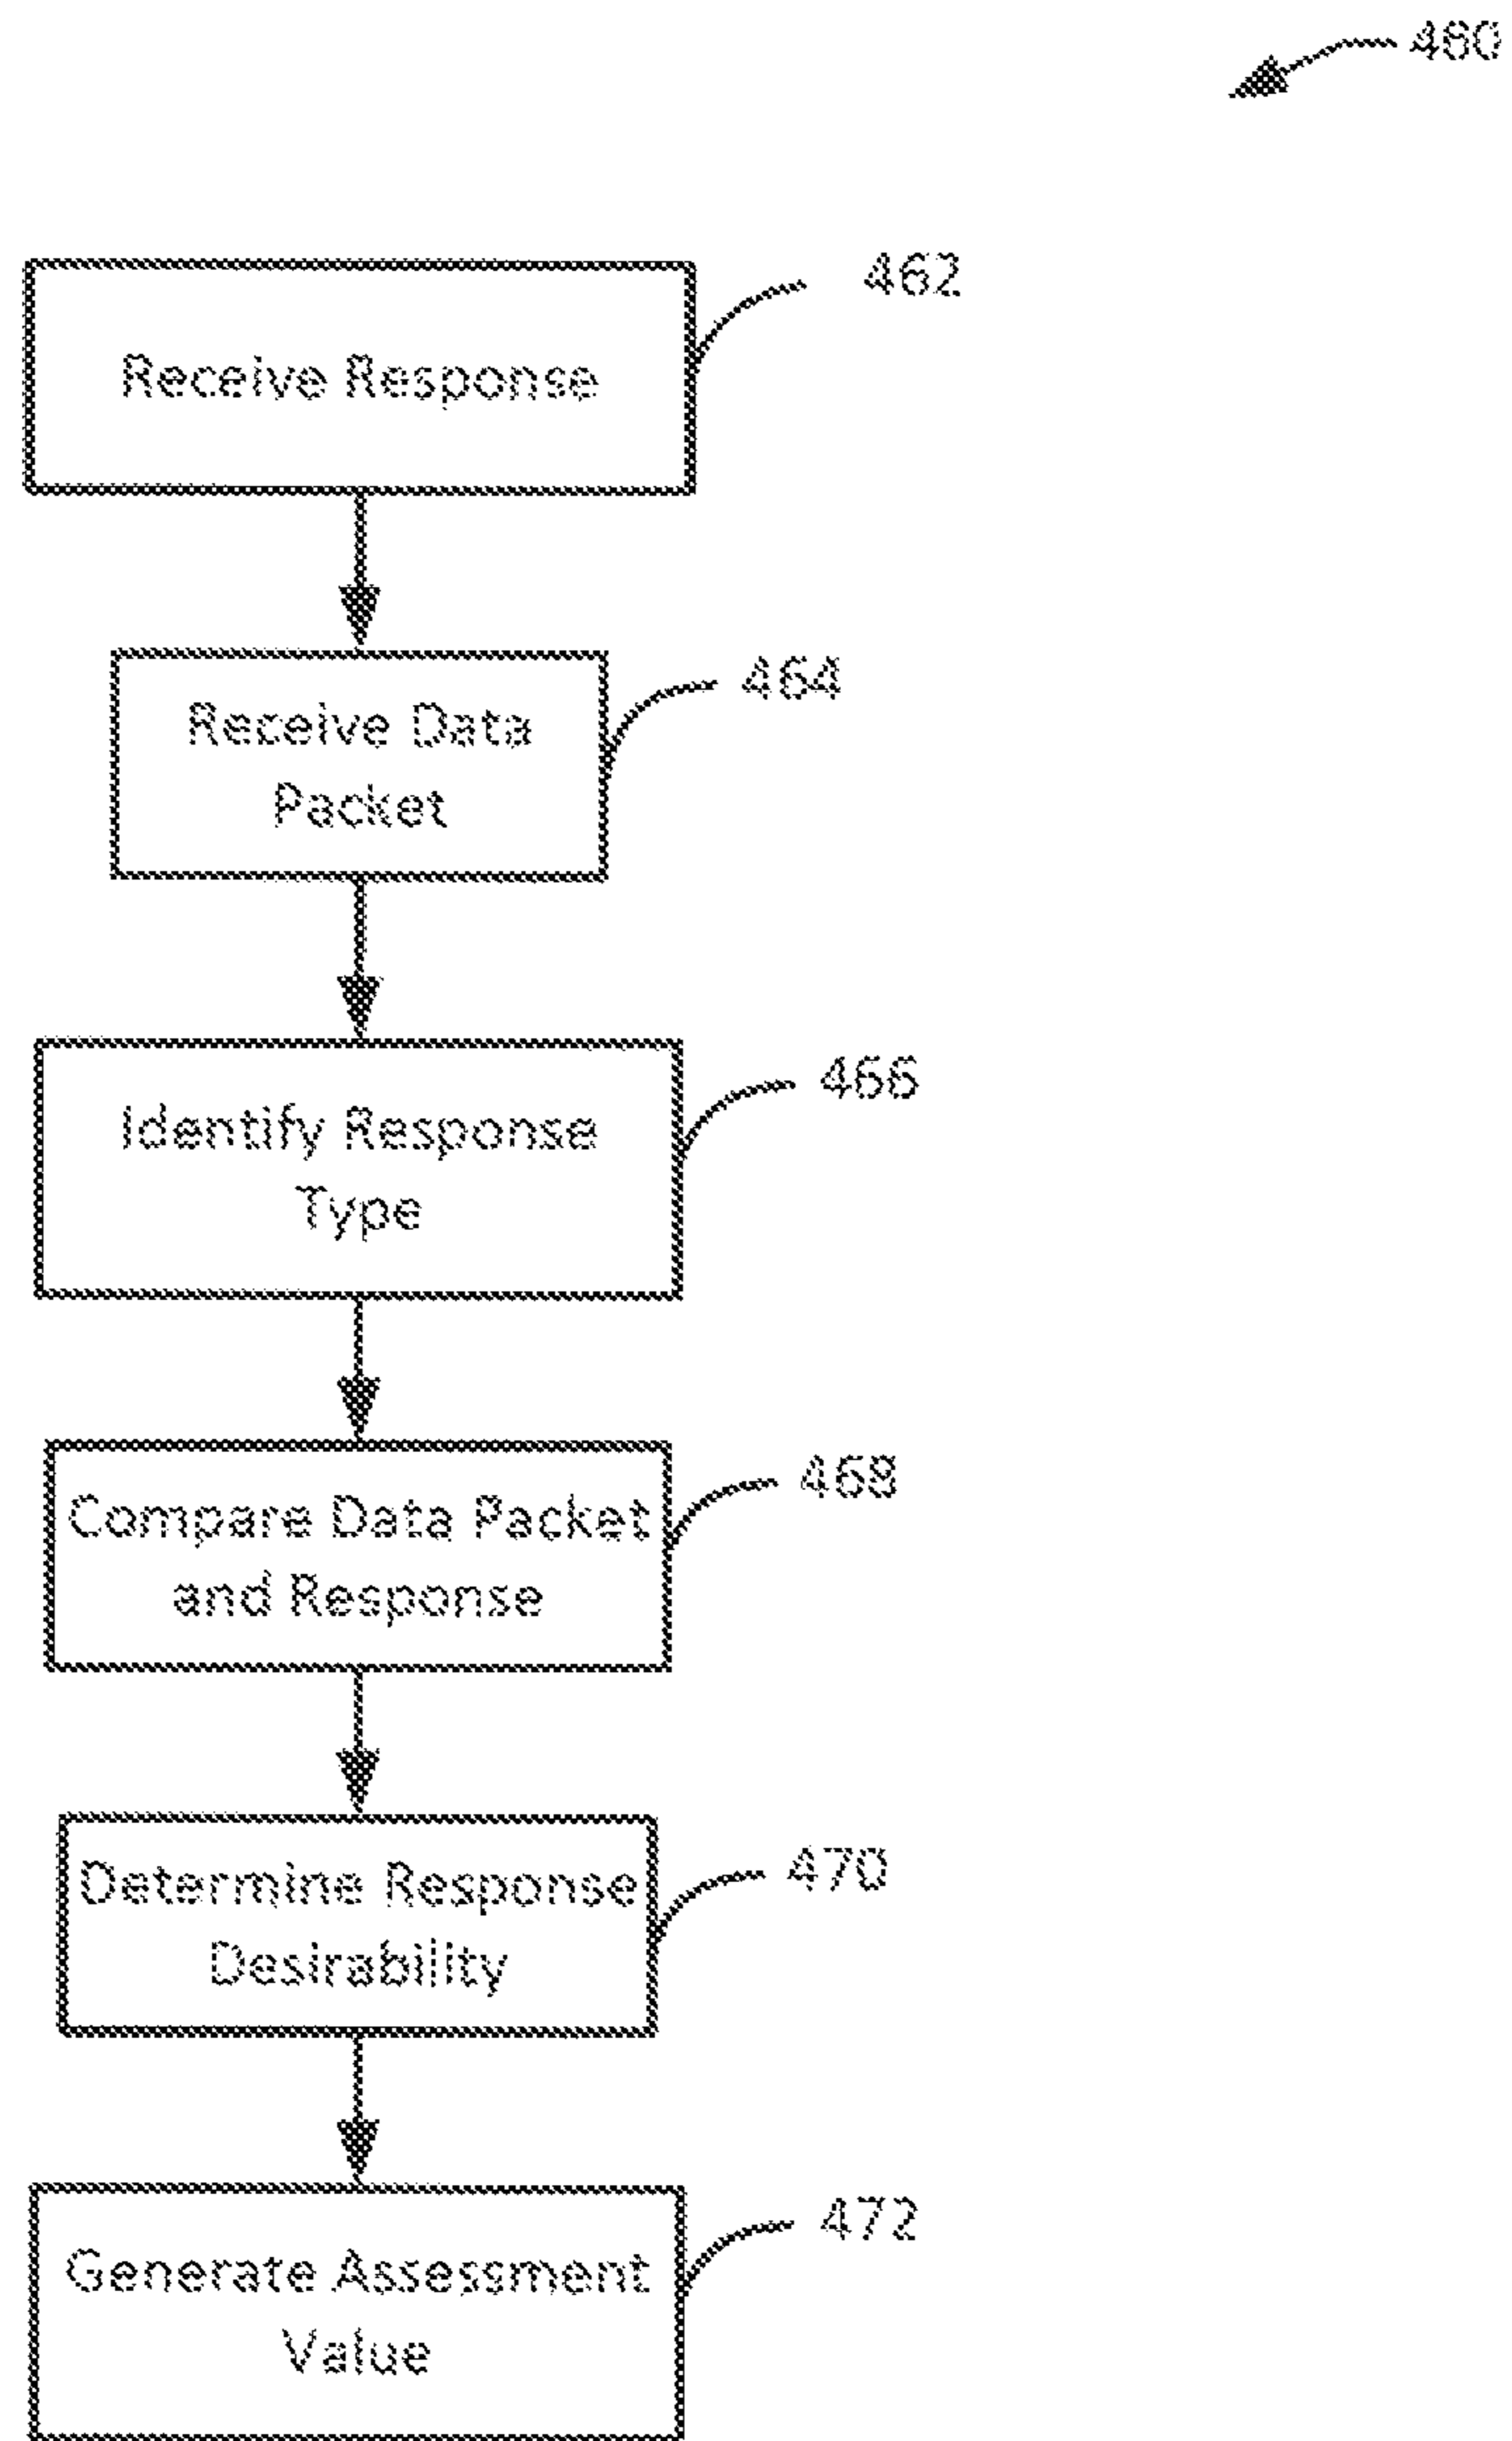 460
462
Receive Response
464
Receive Data
Packet
466
Identify Response
Type
468
Compare Data Packet
and Response
470
Determine Response
Desirability
472
Generate Assessment
Value